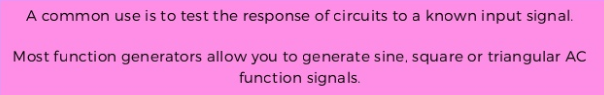 A common use is to test the response of circuits to a known input signal.
Most function generators allow you to generate sine, square or triangular AC
function signals.